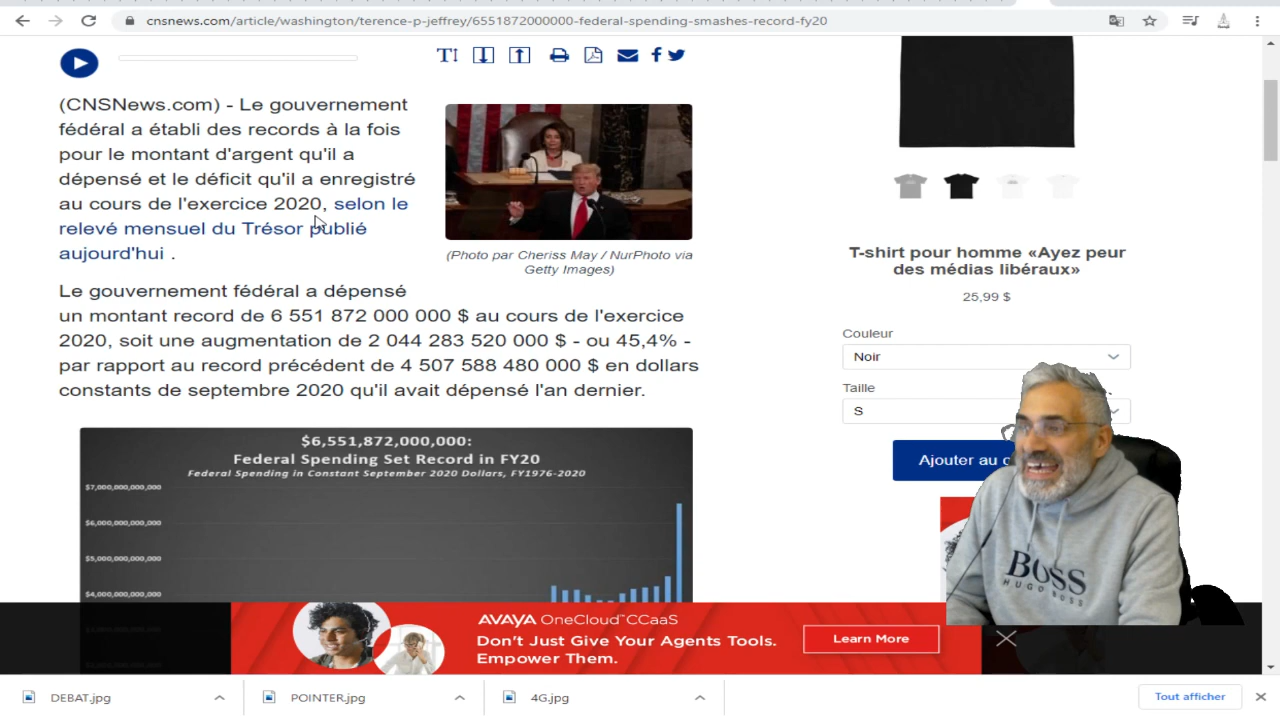 cnsnews.com/article/washington/terence-p-jeffrey/6551872000000-federal-spending-smashes-record-fy20
(CNSNews.com) - Le gouvernement
fédéral a établi des records à la fois
pour le montant d'argent qu'il a
dépensé et le déficit qu'il a enregistré
au cours de l'exercice 2020, selon le
relevé mensuel du Trésor publié
aujourd'hui .
(Photo par Cheriss May / NurPhoto via
Getty Images)
Le gouvernement fédéral a dépensé
un montant record de 6 551 872 000 000 $ au cours de l'exercice
2020, soit une augmentation de 2 044 283 520 000 $ - ou 45,4% -
par rapport au record précédent de 4 507 588 480 000 $ en dollars
constants de septembre 2020 qu'il avait dépensé l'an dernier.
$6,551,872,000,000:
Federal Spending Set Record in FY20
Federal Spending in Constant September 2020 Dollars, FY1976-2020
$7,000,000,000,000
$6,000,000,000,000
$5,000,000,000,000
$4,000,000,000,000
T-shirt pour homme «Ayez peur
des médias libéraux»
25,99 $
Couleur
Noir
Taille
S
Ajouter au
BOSS
HUGO BOSS
AVAYA OneCloud™CCaaS
Don't Just Give Your Agents Tools.
Empower Them.
Learn More
DEBAT.jpg
POINTER.jpg
4G.jpg
Tout afficher